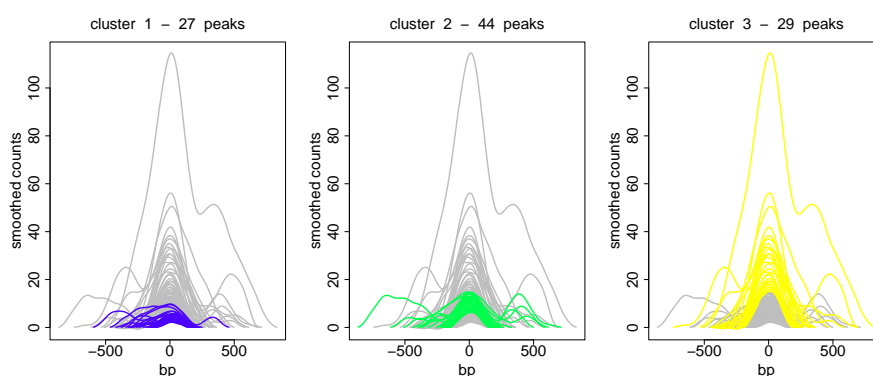 cluster 1 − 27 peaks
smoothed counts
0 20 40 60 80 100
−500 0 500
bp
cluster 2 − 44 peaks
smoothed counts
0 20 40 60 80 100
−500 0 500
bp
cluster 3 − 29 peaks
smoothed counts
0 20 40 60 80 100
−500 0 500
bp